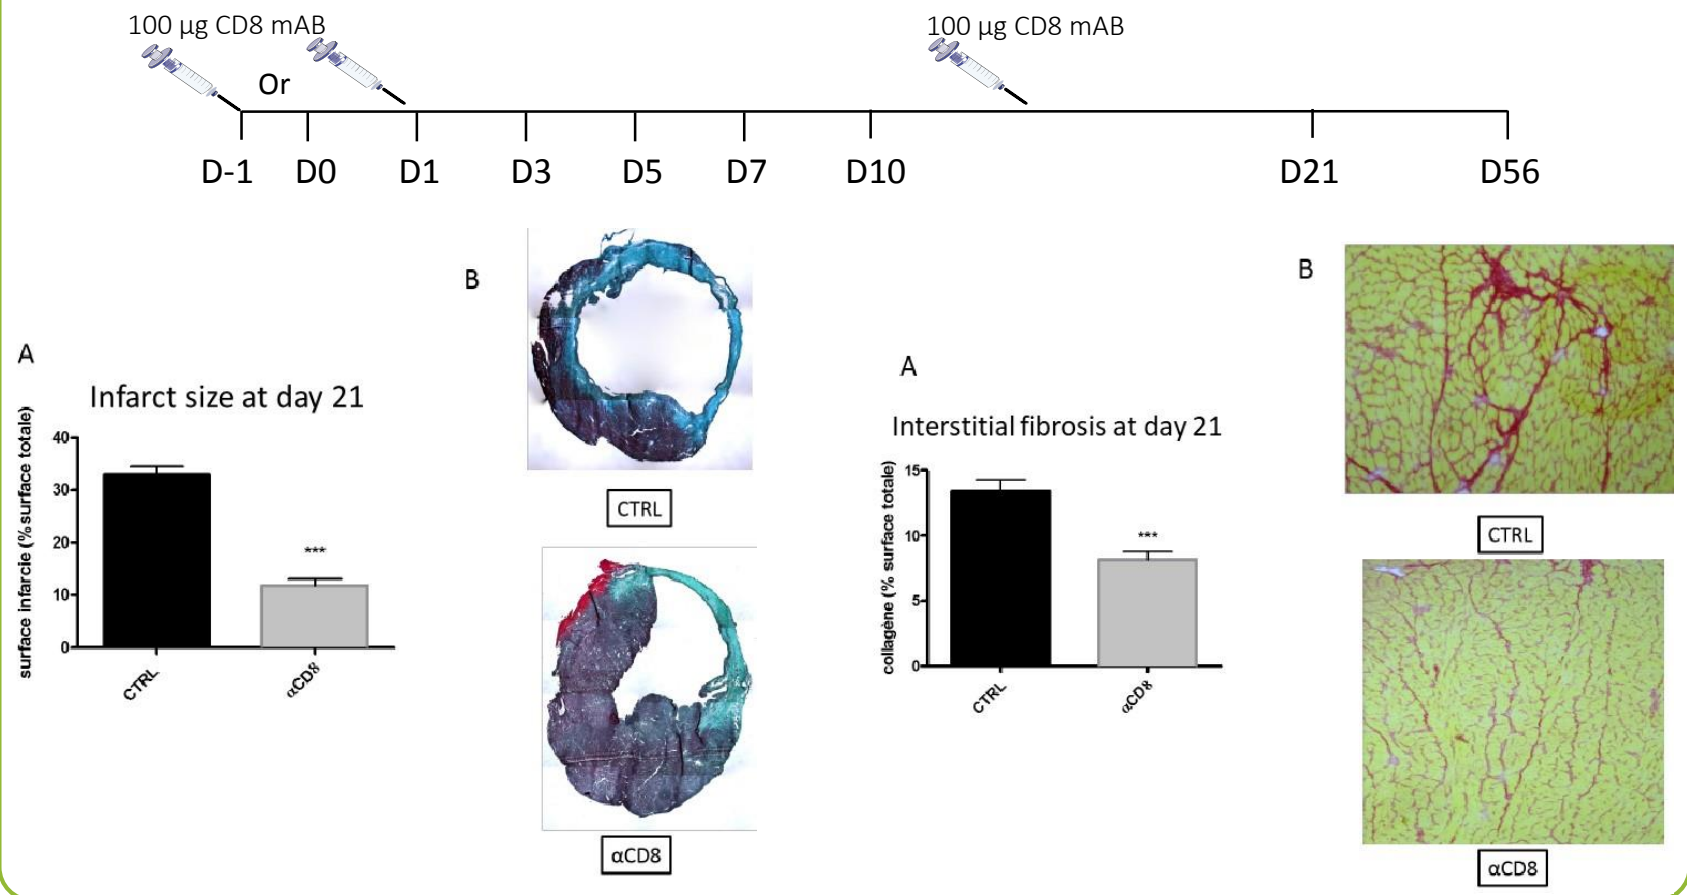 100 µg CD8 mAB
100 µg CD8 mAB
Or
D-1 D0 D1 D3 D5 D7 D10 D21 D56
B
CTRL
αCD8
A
Infarct size at day 21
surface infarcie (% surface totale)
40
30
20
10
0
***
CTRL
αCD8
B
CTRL
αCD8
A
Interstitial fibrosis at day 21
collagène (% surface totale)
15
10
5
0
***
CTRL
αCD8